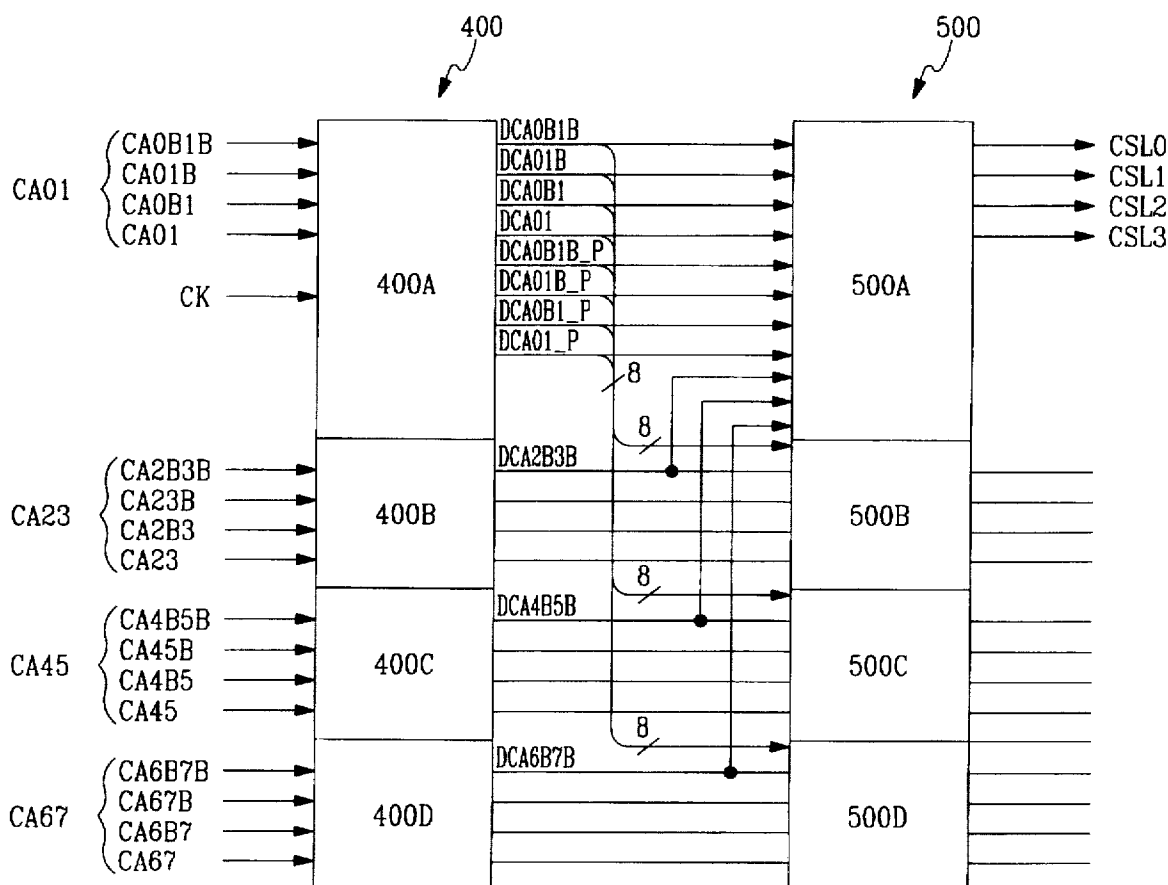 400
500
CA01
CA0B1B
CA01B
CA0B1
CA01
CK
400A
DCA0B1B
DCA01B
DCA0B1
DCA01
DCA0B1B_P
DCA01B_P
DCA0B1_P
DCA01_P
8
8
500A
CSL0
CSL1
CSL2
CSL3
CA23
CA2B3B
CA23B
CA2B3
CA23
400B
DCA2B3B
500B
8
CA45
CA4B5B
CA45B
CA4B5
CA45
400C
DCA4B5B
500C
8
CA67
CA6B7B
CA67B
CA6B7
CA67
400D
DCA6B7B
500D